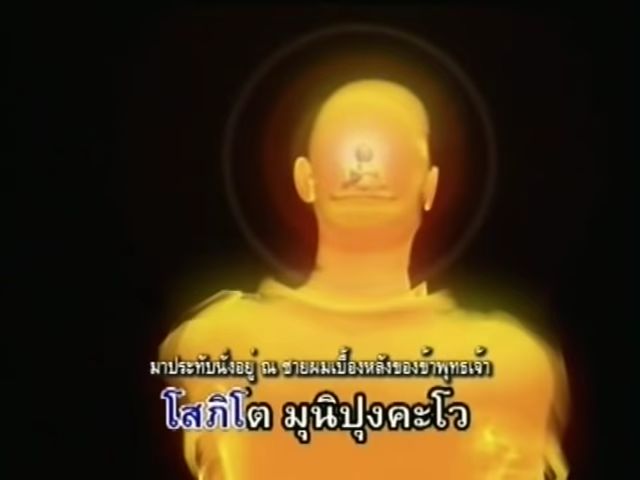 มาประทับนั่งอยู่ ณ ชายผมเบื้องหลังของข้าพุทธเจ้า
โสภิโต มุนิปุงคะโว